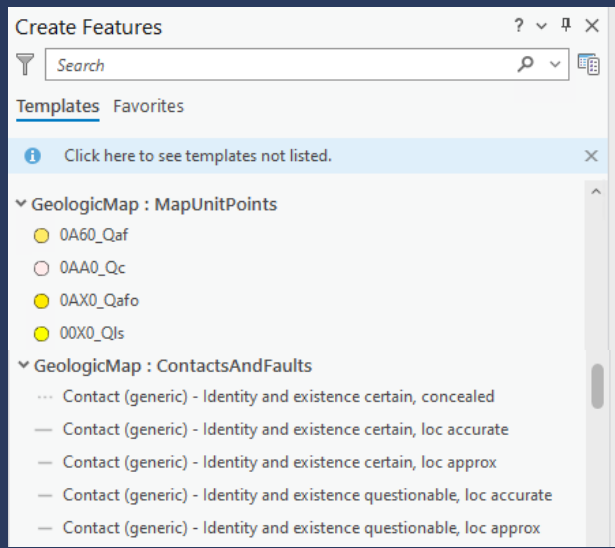 Create Features
?
Search
Templates Favorites
Click here to see templates not listed.
GeologicMap : MapUnitPoints
0A60_Qaf
0AA0_Qc
0AX0_Qafo
00X0_Qls
GeologicMap : ContactsAndFaults
Contact (generic) - Identity and existence certain, concealed
Contact (generic) - Identity and existence certain, loc accurate
Contact (generic) - Identity and existence certain, loc approx
Contact (generic) - Identity and existence questionable, loc accurate
Contact (generic) - Identity and existence questionable, loc approx